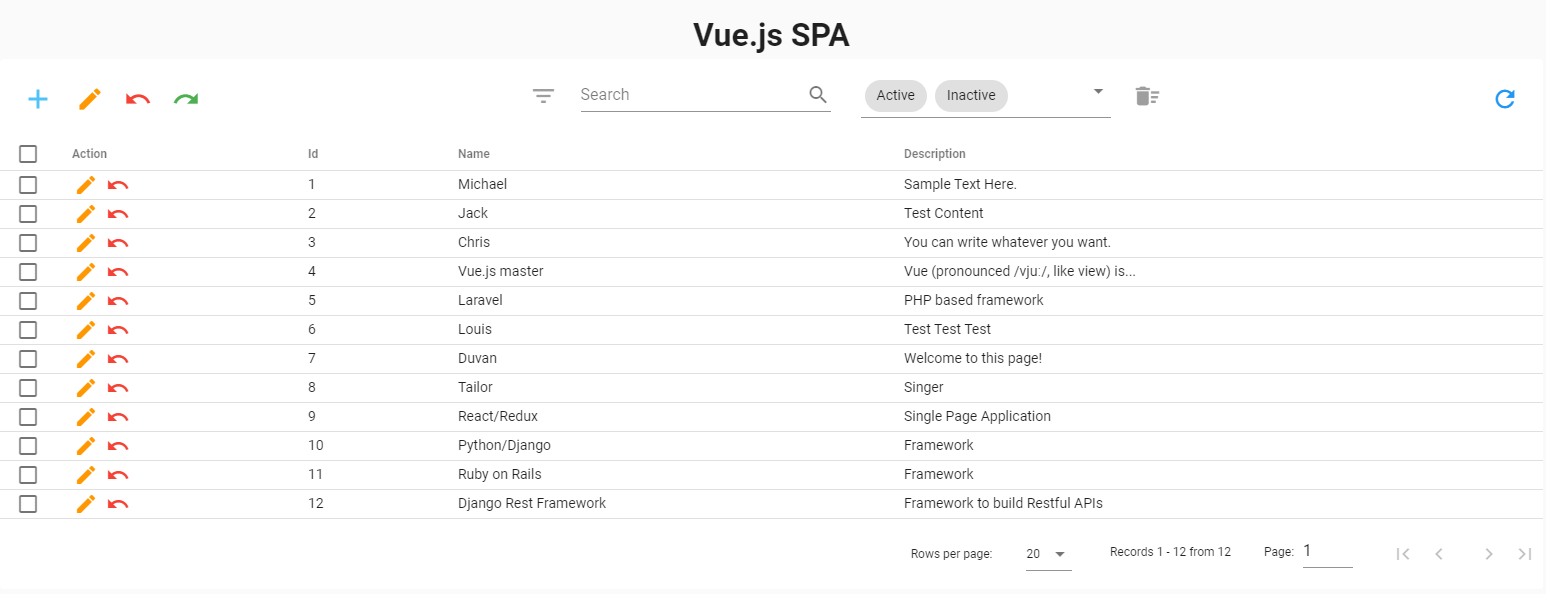 Vue.js SPA
Search Active Inactive
Action Id Name Description
1 Michael Sample Text Here.
2 Jack Test Content
3 Chris You can write whatever you want.
4 Vue.js master Vue (pronounced /vjuː/, like view) is...
5 Laravel PHP based framework
6 Louis Test Test Test
7 Duvan Welcome to this page!
8 Tailor Singer
9 React/Redux Single Page Application
10 Python/Django Framework
11 Ruby on Rails Framework
12 Django Rest Framework Framework to build Restful APIs
Rows per page: 20 Records 1 - 12 from 12 Page: 1